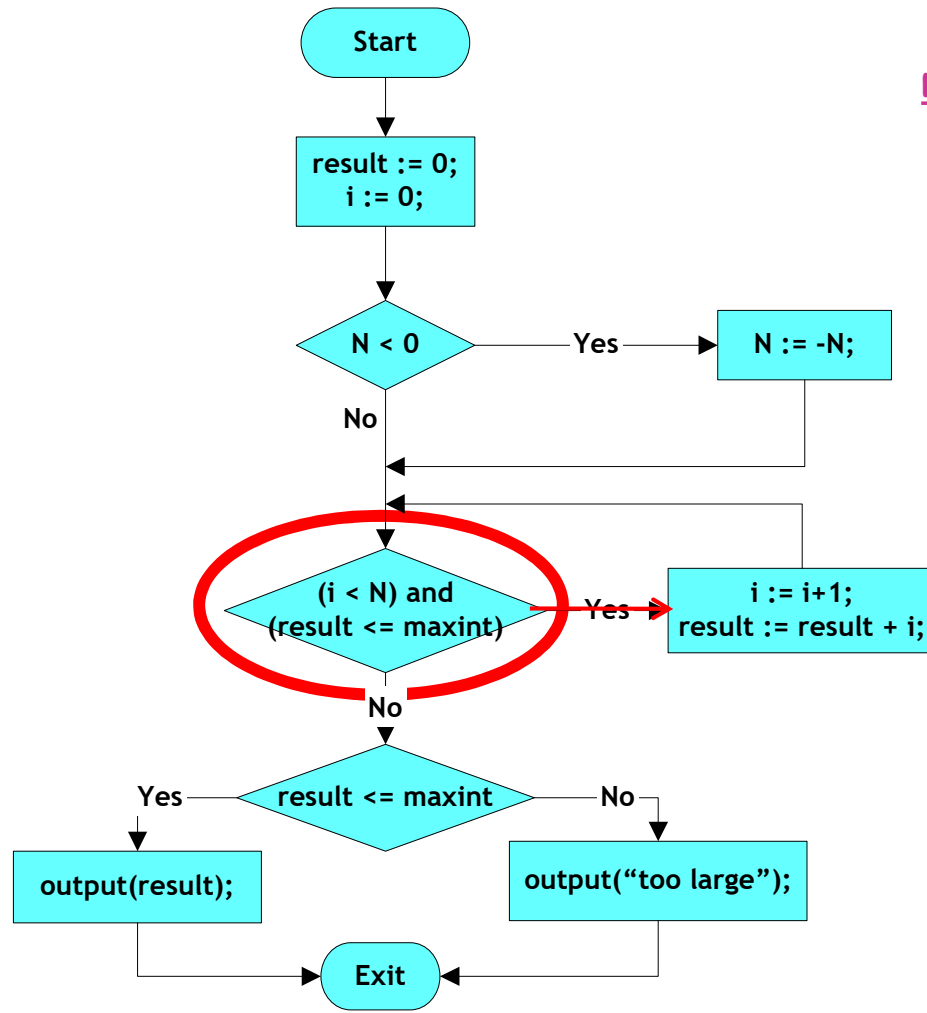 Start
result := 0;
i := 0;
N < 0
Yes
N := -N;
No
(i < N) and
(result <= maxint)
Yes
i := i+1;
result := result + i;
No
result <= maxint
Yes
No
output(result);
output(“too large”);
Exit